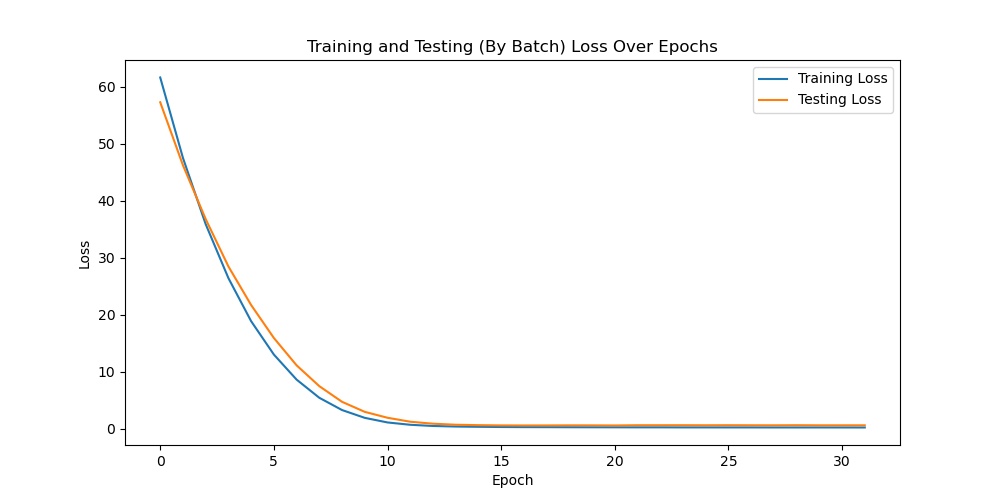 Training and Testing (By Batch) Loss Over Epochs
Training Loss
Testing Loss
60
50
40
30
20
10
0
Loss
0 5 10 15 20 25 30
Epoch